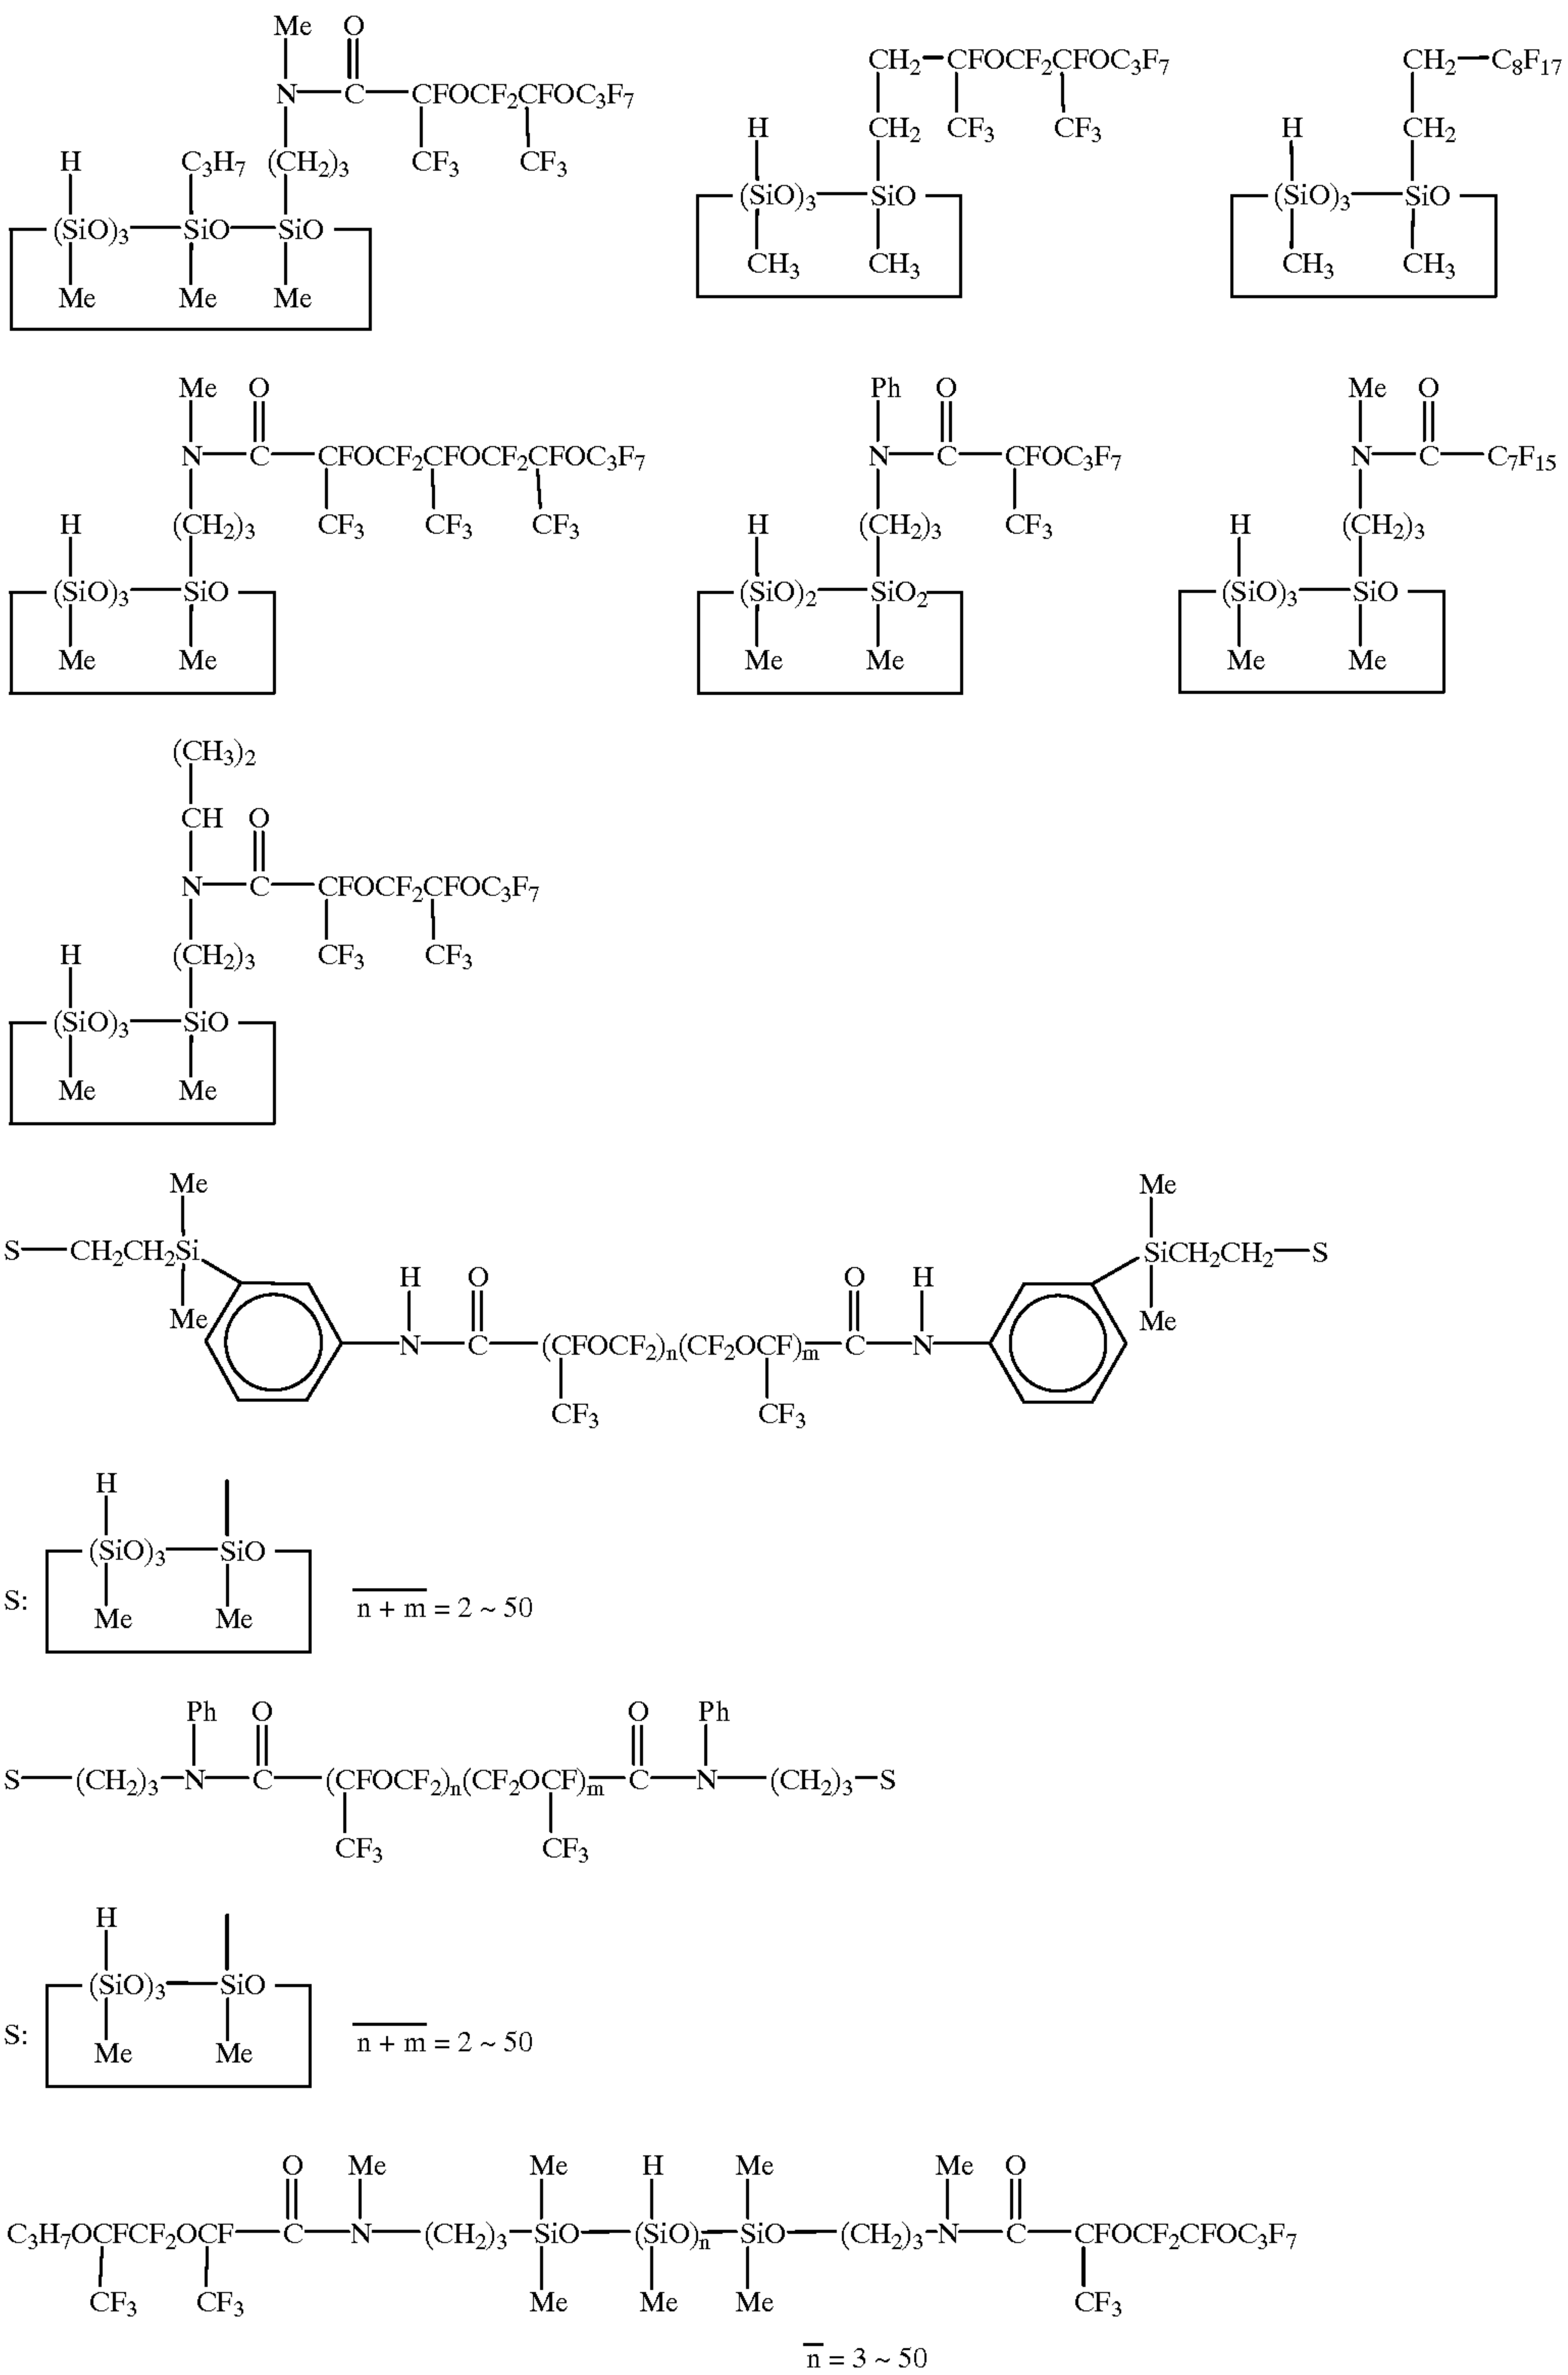 Me O
N C CFOCF2CFOC3F7
H C3H7 (CH2)3 CF3 CF3
(SiO)3 SiO SiO
Me Me Me
CH2 CFOCF2CFOC3F7
H CH2 CF3 CF3
(SiO)3 SiO
CH3 CH3
CH2 C8F17
H CH2
(SiO)3 SiO
CH3 CH3
Me O
N C CFOCF2CFOCF2CFOC3F7
H (CH2)3 CF3 CF3 CF3
(SiO)3 SiO
Me Me
Ph O
N C CFOC3F7
H (CH2)3 CF3
(SiO)2 SiO2
Me Me
Me O
N C C7F15
H (CH2)3
(SiO)3 SiO
Me Me
(CH3)2
CH O
N C CFOCF2CFOC3F7
H (CH2)3 CF3 CF3
(SiO)3 SiO
Me Me
Me Me
S CH2CH2Si SiCH2CH2 S
H O O H
Me Me
N C (CFOCF2)n(CF2OCF)m C N
CF3 CF3
H
(SiO)3 SiO
S: n + m = 2 ~ 50
Me Me
Ph O O Ph
S (CH2)3 N C (CFOCF2)n(CF2OCF)m C N (CH2)3 S
CF3 CF3
H
(SiO)3 SiO
S: n + m = 2 ~ 50
Me Me
O Me Me H Me Me O
C3H7OCFCF2OCF C N (CH2)3 SiO (SiO)n SiO (CH2)3 N C CFOCF2CFOC3F7
CF3 CF3 Me Me Me CF3
n = 3 ~ 50